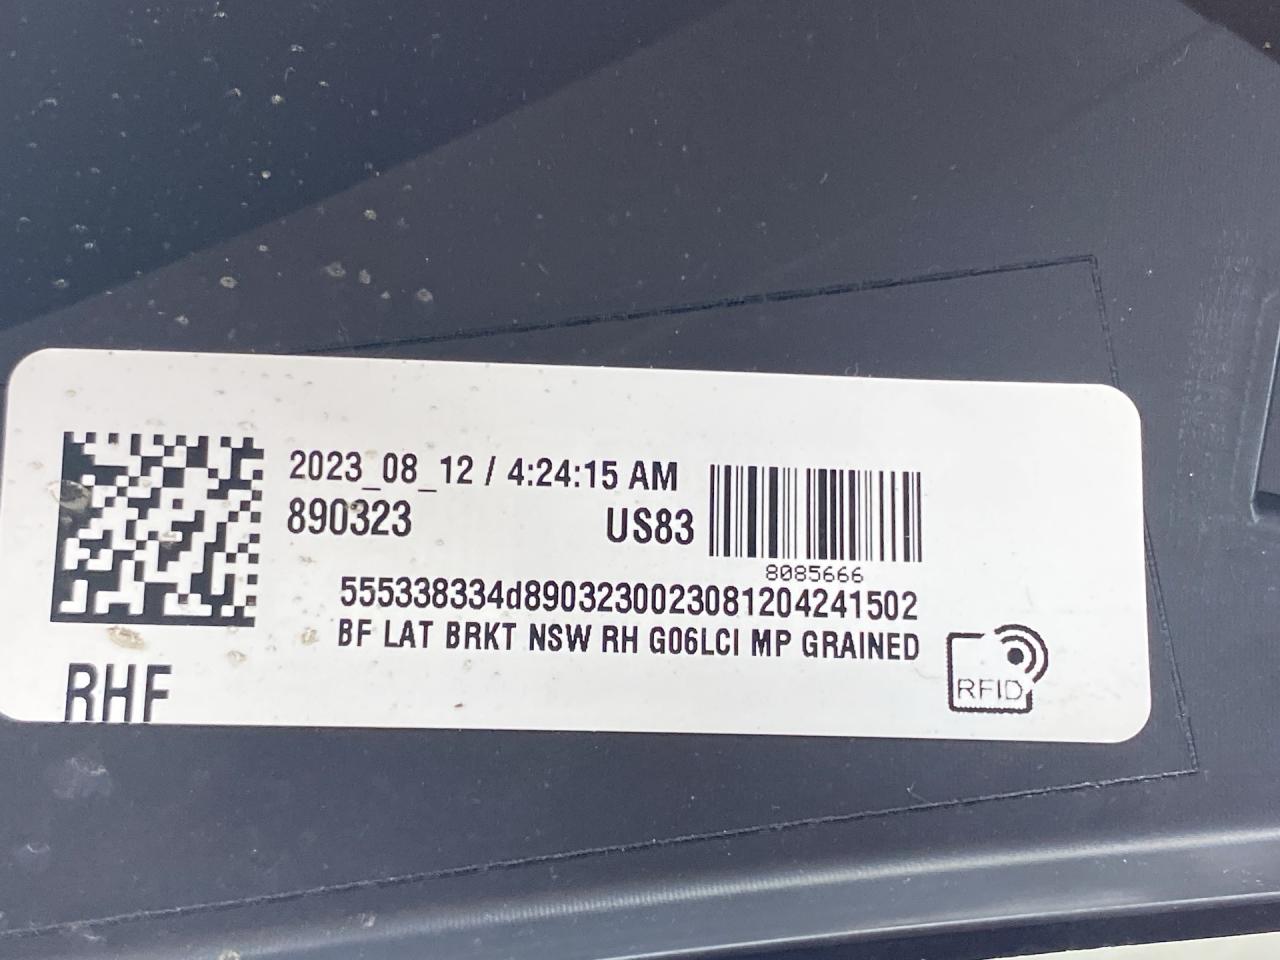 2023_08_12 / 4:24:15 AM
890323 US83
8085666
555338334d8903230023081204241502
BF LAT BRKT NSW RH G06LCI MP GRAINED
RHF
RFID